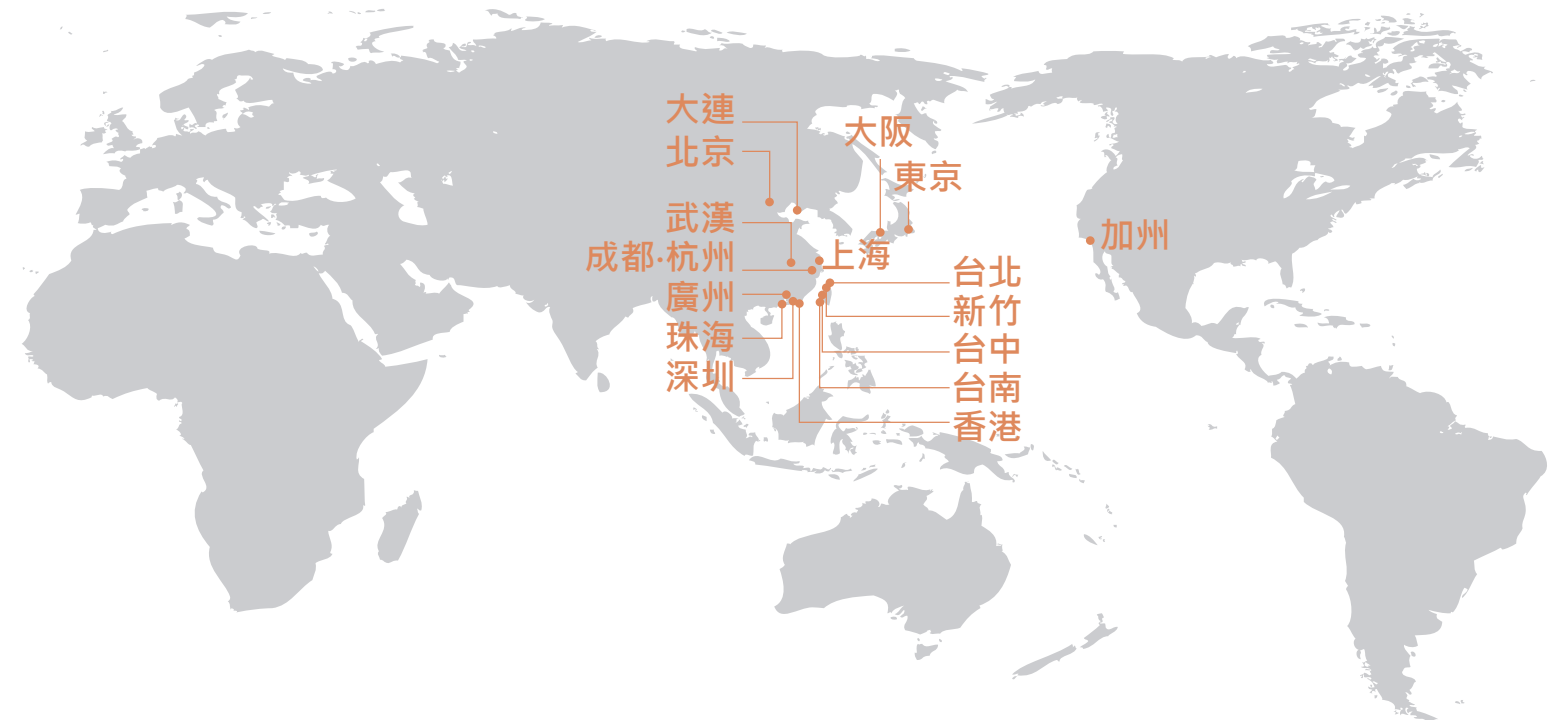 大連
北京
武漢
成都·杭州
廣州
珠海
深圳
大阪
東京
上海
台北
新竹
台中
台南
香港
加州